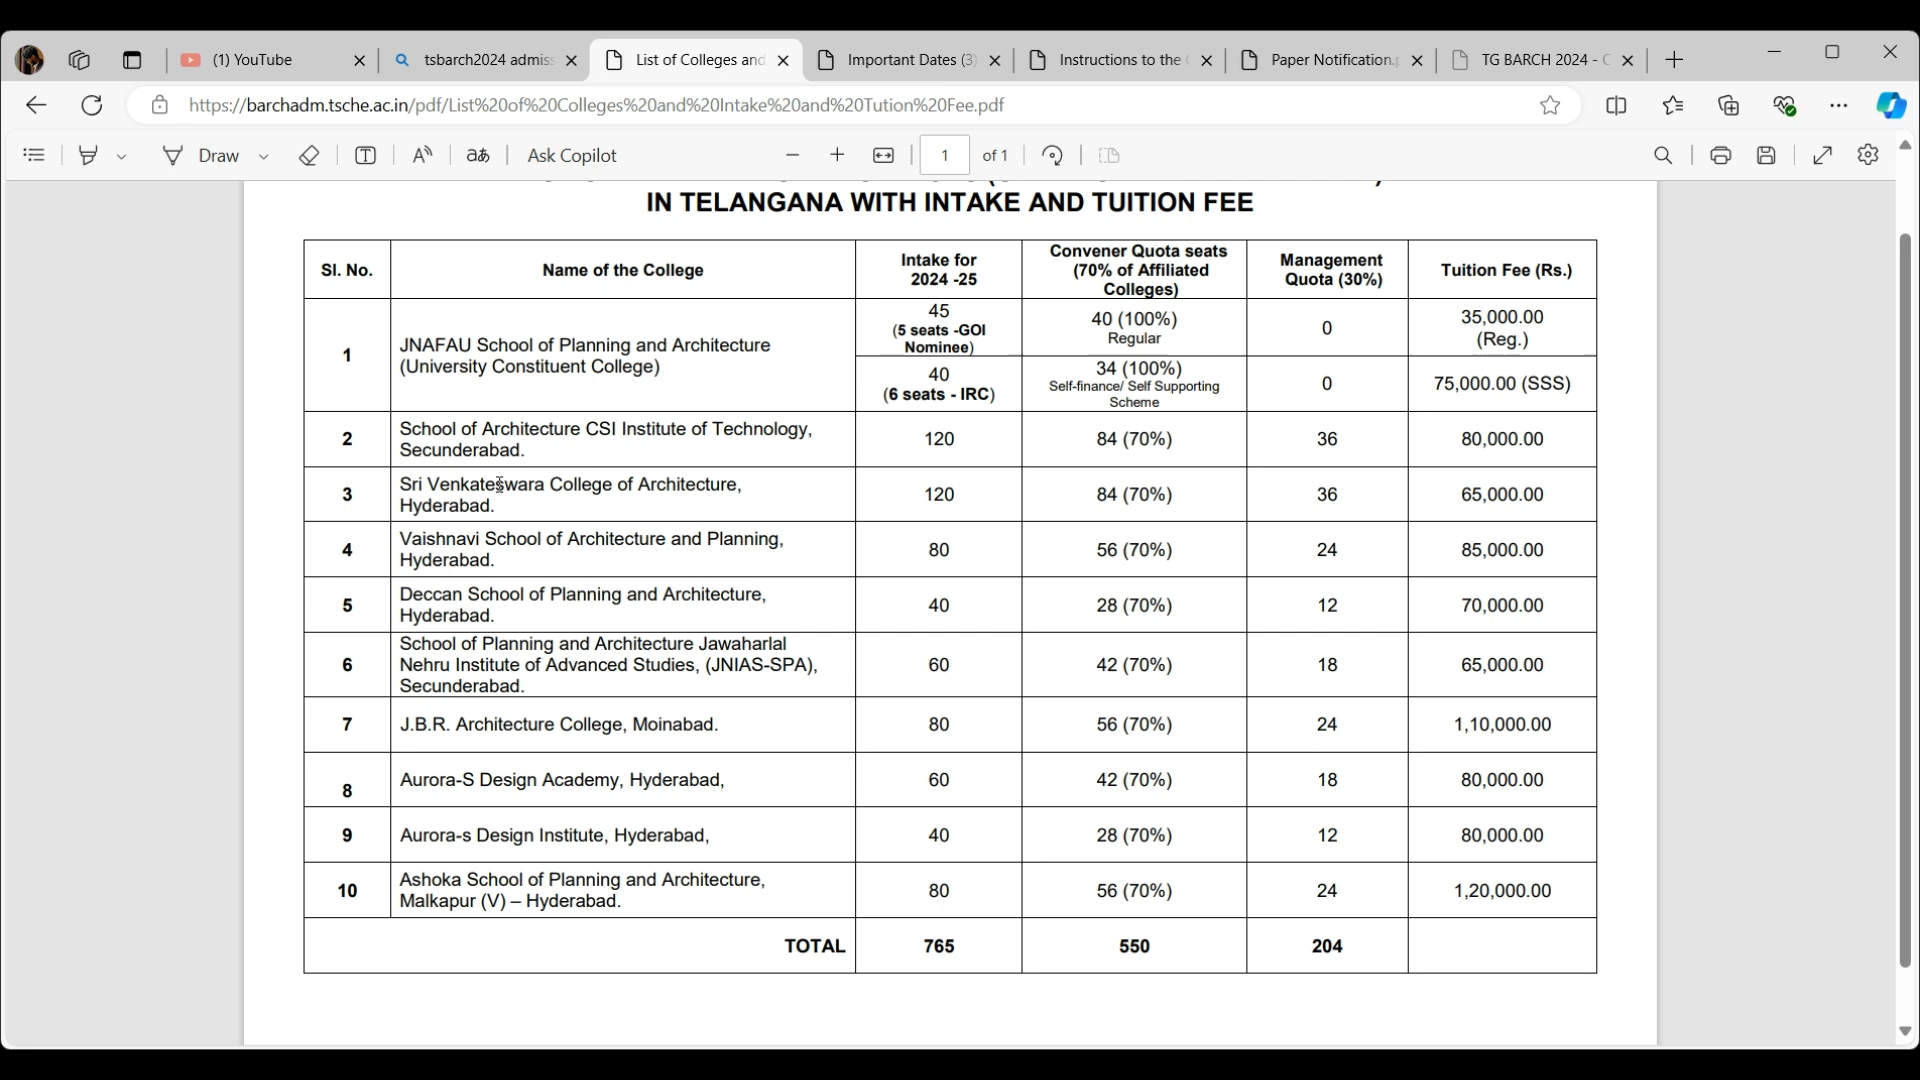 (1) YouTube
tsbarch2024 admis
List of Colleges and
Important Dates (3)
Instructions to the
Paper Notification.
TG BARCH 2024 - C
https://barchadm.tsche.ac.in/pdf/List%20of%20Colleges%20and%20Intake%20and%20Tution%20Fee.pdf
Draw
Ask Copilot
1 of 1
IN TELANGANA WITH INTAKE AND TUITION FEE
Sl. No.
Name of the College
Intake for
2024 -25
Convener Quota seats
(70% of Affiliated
Colleges)
Management
Quota (30%)
Tuition Fee (Rs.)
1
JNAFAU School of Planning and Architecture
(University Constituent College)
45
(5 seats -GOI
Nominee)
40 (100%)
Regular
0
35,000.00
(Reg.)
40
(6 seats - IRC)
34 (100%)
Self-finance/ Self Supporting
Scheme
0
75,000.00 (SSS)
2
School of Architecture CSI Institute of Technology,
Secunderabad.
120
84 (70%)
36
80,000.00
3
Sri Venkateswara College of Architecture,
Hyderabad.
120
84 (70%)
36
65,000.00
4
Vaishnavi School of Architecture and Planning,
Hyderabad.
80
56 (70%)
24
85,000.00
5
Deccan School of Planning and Architecture,
Hyderabad.
40
28 (70%)
12
70,000.00
6
School of Planning and Architecture Jawaharlal
Nehru Institute of Advanced Studies, (JNIAS-SPA),
Secunderabad.
60
42 (70%)
18
65,000.00
7
J.B.R. Architecture College, Moinabad.
80
56 (70%)
24
1,10,000.00
8
Aurora-S Design Academy, Hyderabad,
60
42 (70%)
18
80,000.00
9
Aurora-s Design Institute, Hyderabad,
40
28 (70%)
12
80,000.00
10
Ashoka School of Planning and Architecture,
Malkapur (V) – Hyderabad.
80
56 (70%)
24
1,20,000.00
TOTAL
765
550
204